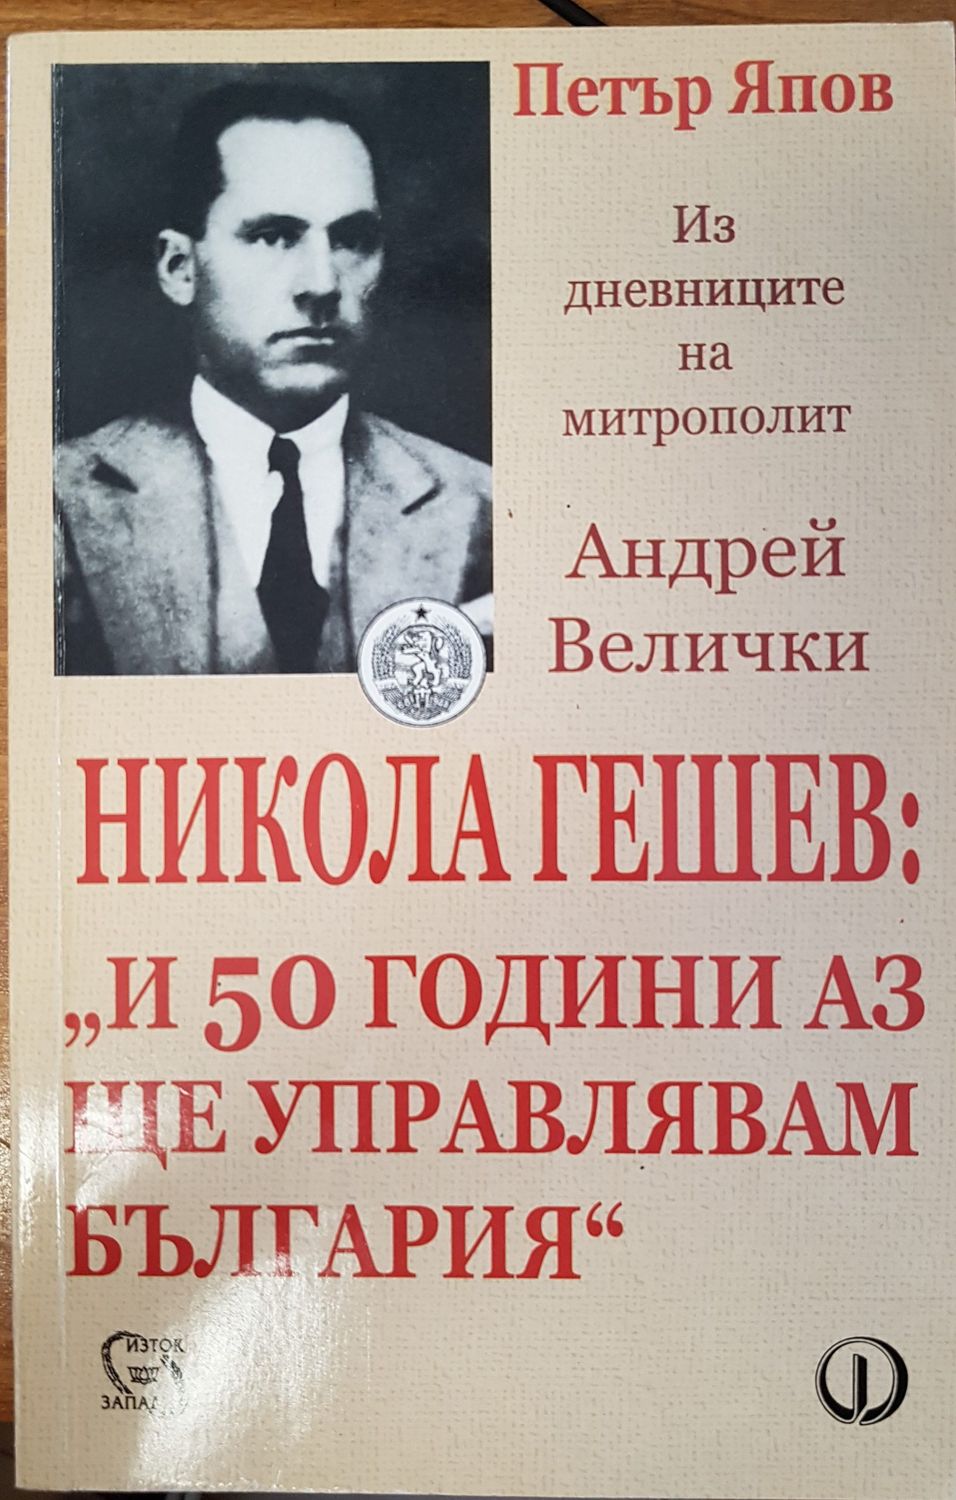 Петър Япов
Из
дневниците
на
митрополит
Андрей
Велички
НИКОЛА ГЕШЕВ:
„И 50 ГОДИНИ АЗ
ЩЕ УПРАВЛЯВАМ
БЪЛГАРИЯ“
ИЗТОК
ЗАПАД